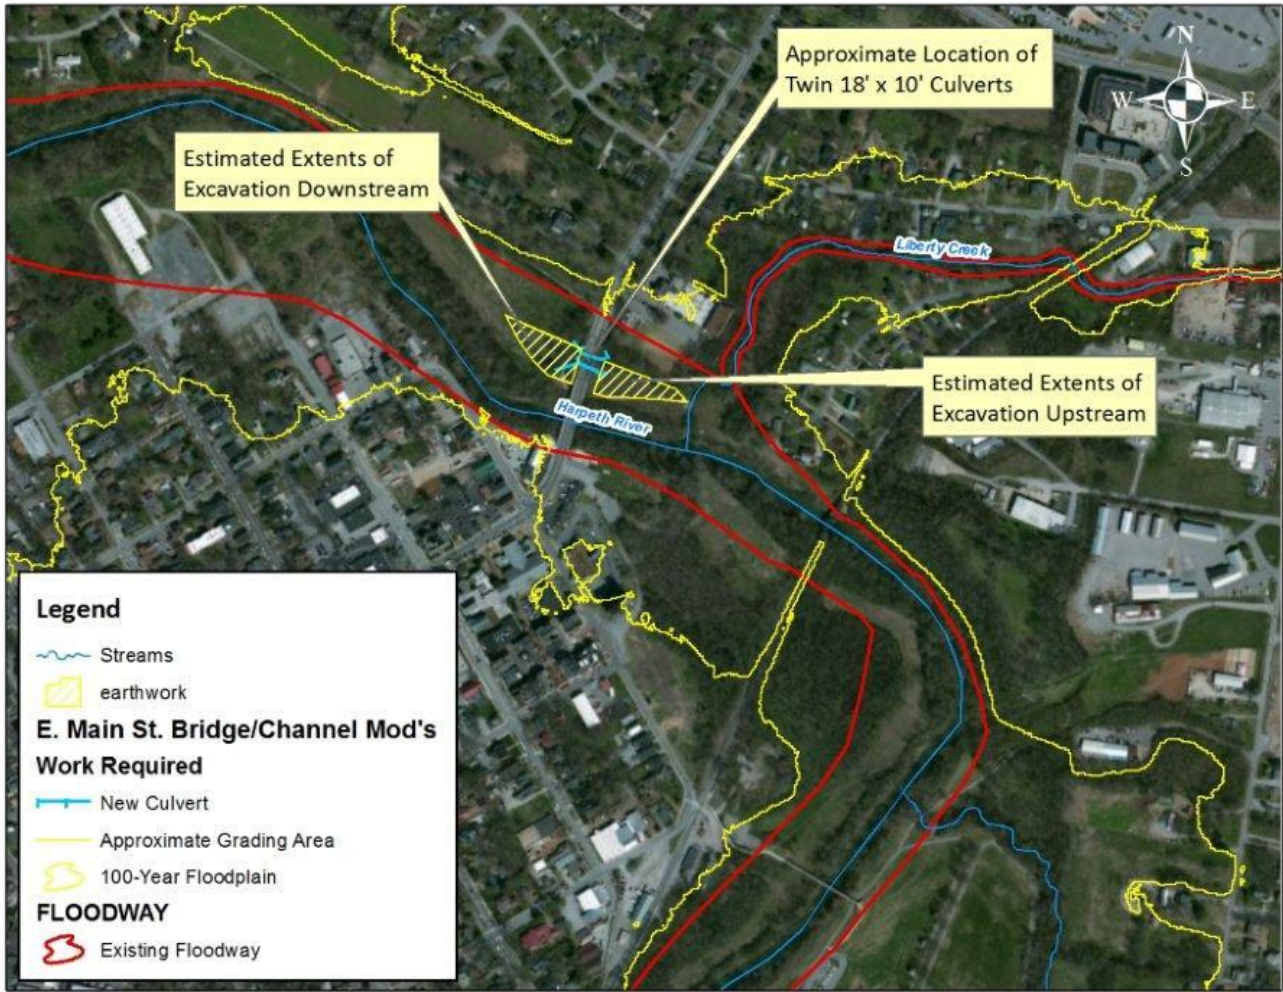 Approximate Location of
Twin 18' x 10' Culverts
N
W
E
S
Estimated Extents of
Excavation Downstream
Liberty Creek
Estimated Extents of
Excavation Upstream
Harpeth River
Legend
Streams
earthwork
E. Main St. Bridge/Channel Mod's
Work Required
New Culvert
Approximate Grading Area
100-Year Floodplain
FLOODWAY
Existing Floodway